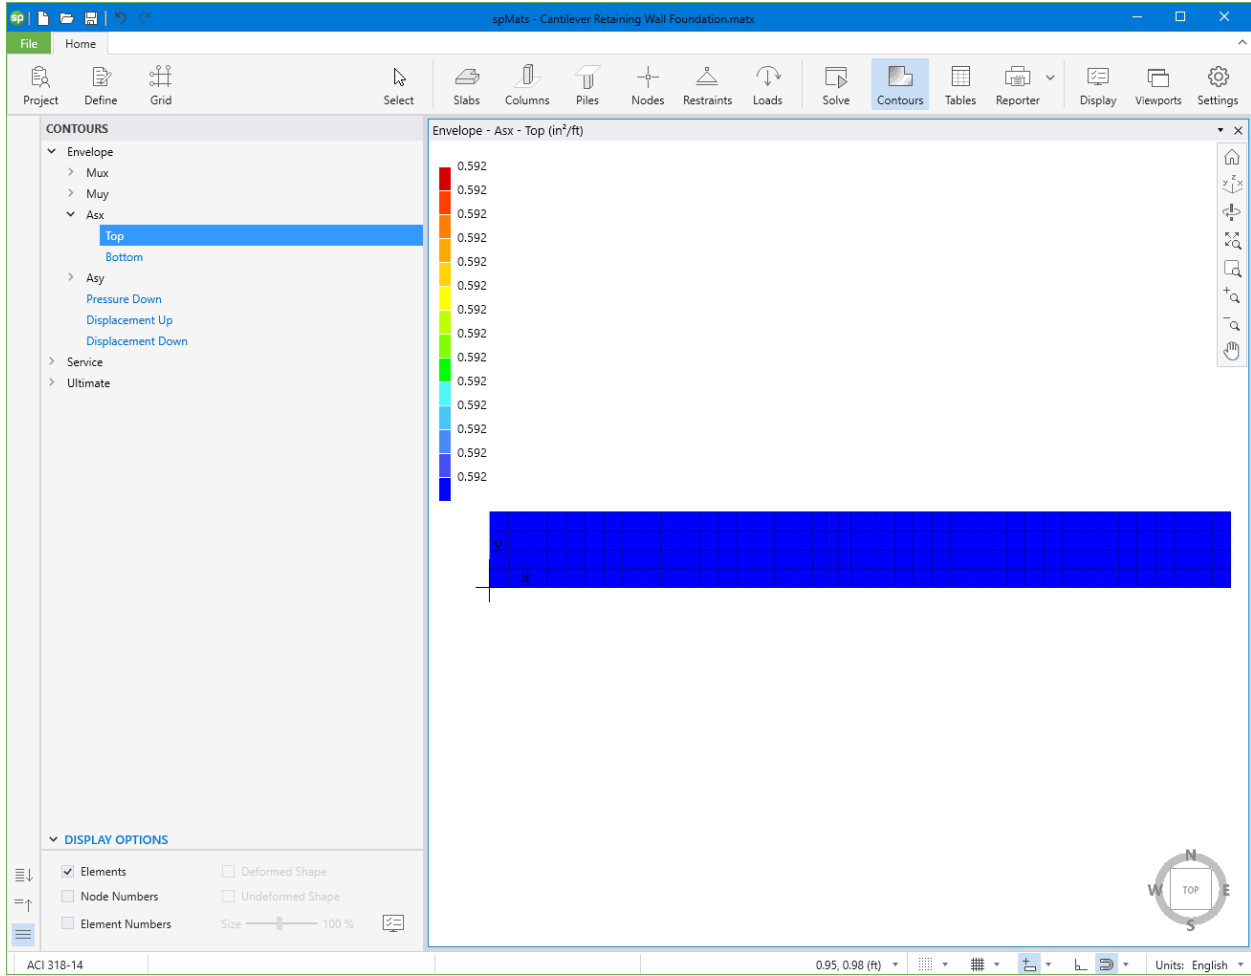 sp
spMats - Cantilever Retaining Wall Foundation.matx
File
Home
Project
Define
Grid
Select
Slabs
Columns
Piles
Nodes
Restraints
Loads
Solve
Contours
Tables
Reporter
Display
Viewports
Settings
CONTOURS
Envelope
Mux
Muy
Asx
Top
Bottom
Asy
Pressure Down
Displacement Up
Displacement Down
Service
Ultimate
Envelope - Asx - Top (in²/ft)
0.592
0.592
0.592
0.592
0.592
0.592
0.592
0.592
0.592
0.592
0.592
0.592
0.592
0.592
y z x
y
x
N
W TOP E
S
DISPLAY OPTIONS
Elements
Deformed Shape
Node Numbers
Undeformed Shape
Element Numbers
Size 100 %
ACI 318-14
0.95, 0.98 (ft)
Units: English